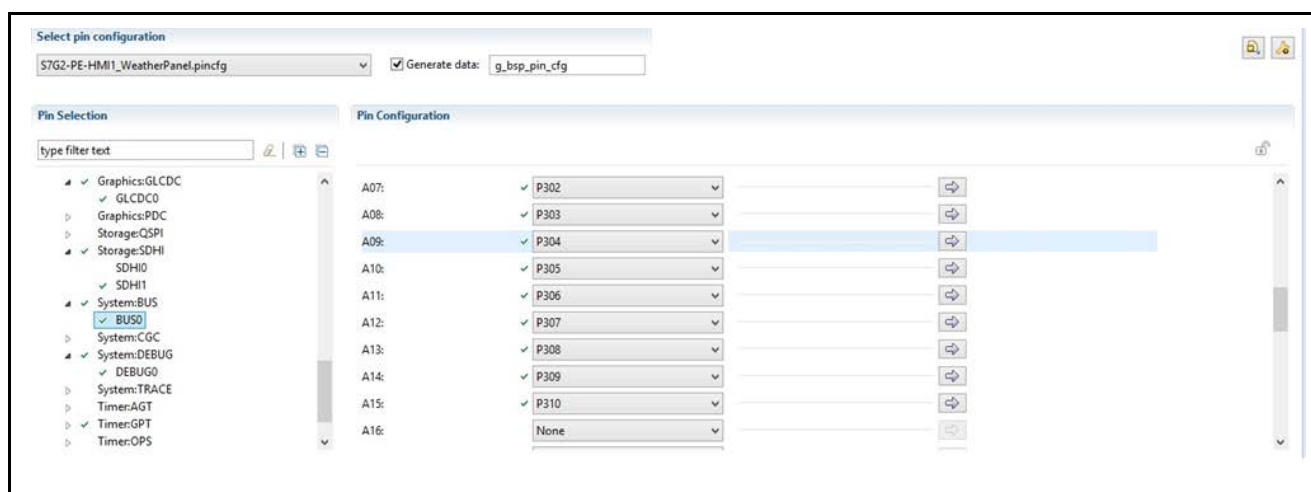 Select pin configuration
S7G2-PE-HMI1_WeatherPanel.pincfg
Generate data: g_bsp_pin_cfg
Pin Selection
type filter text
Graphics:GLCDC
GLCDC0
Graphics:PDC
Storage:QSPI
Storage:SDHI
SDHI0
SDHI1
System:BUS
BUS0
System:CGC
System:DEBUG
DEBUG0
System:TRACE
Timer:AGT
Timer:GPT
Timer:OPS
Pin Configuration
A07: P302
A08: P303
A09: P304
A10: P305
A11: P306
A12: P307
A13: P308
A14: P309
A15: P310
A16: None